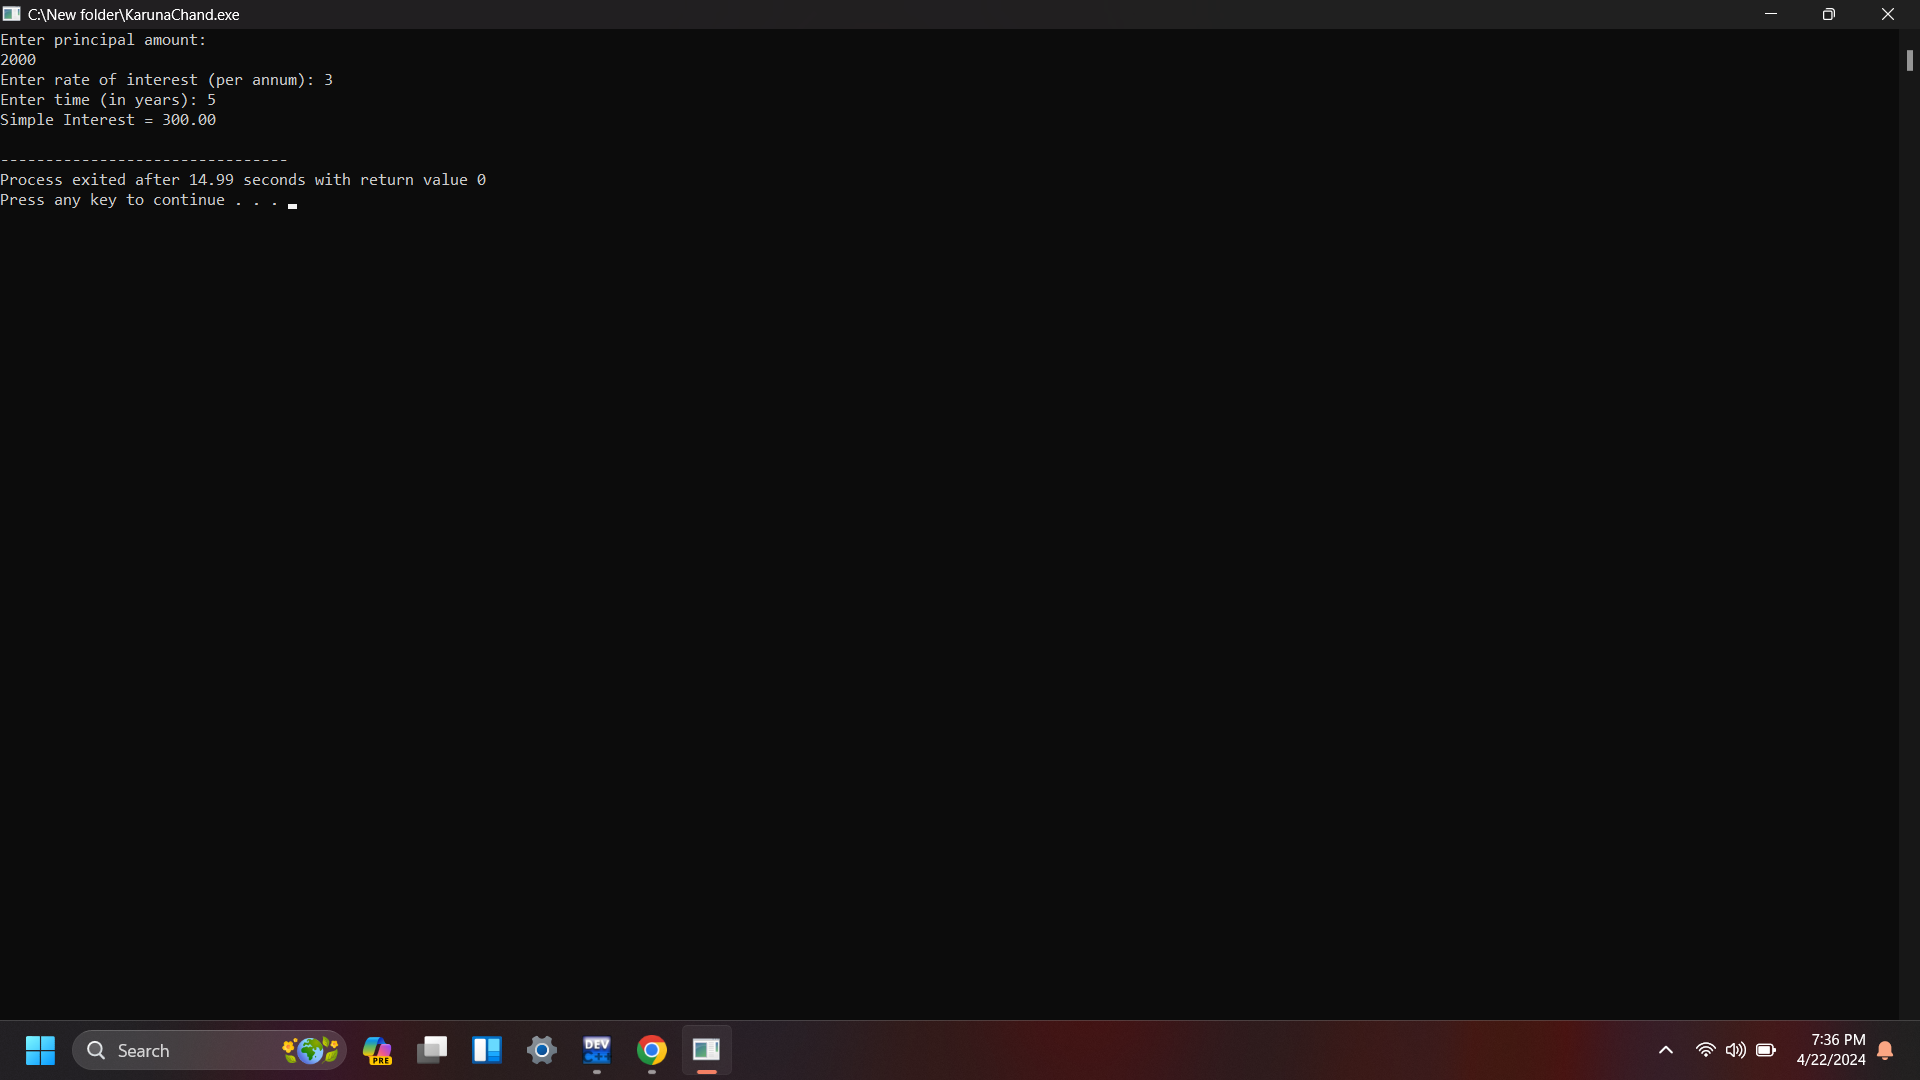 C:\New folder\KarunaChand.exe
Enter principal amount:
2000
Enter rate of interest (per annum): 3
Enter time (in years): 5
Simple Interest = 300.00
--------------------------------
Process exited after 14.99 seconds with return value 0
Press any key to continue . . .
Search
PRE
DEV
C++
7:36 PM
4/22/2024